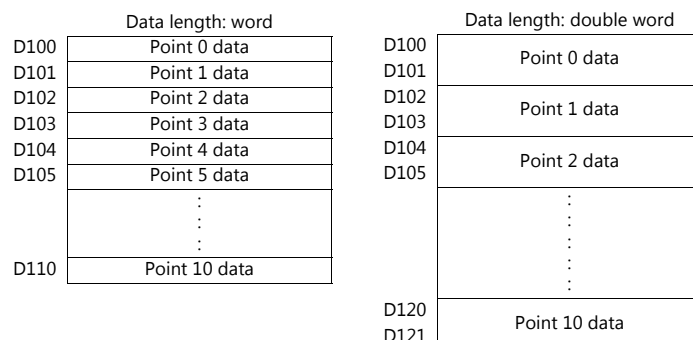 Data length: word
D100 Point 0 data
D101 Point 1 data
D102 Point 2 data
D103 Point 3 data
D104 Point 4 data
D105 Point 5 data
D110 Point 10 data
Data length: double word
D100
D101
Point 0 data
D102
D103
Point 1 data
D104
D105
Point 2 data
D120
D121
Point 10 data